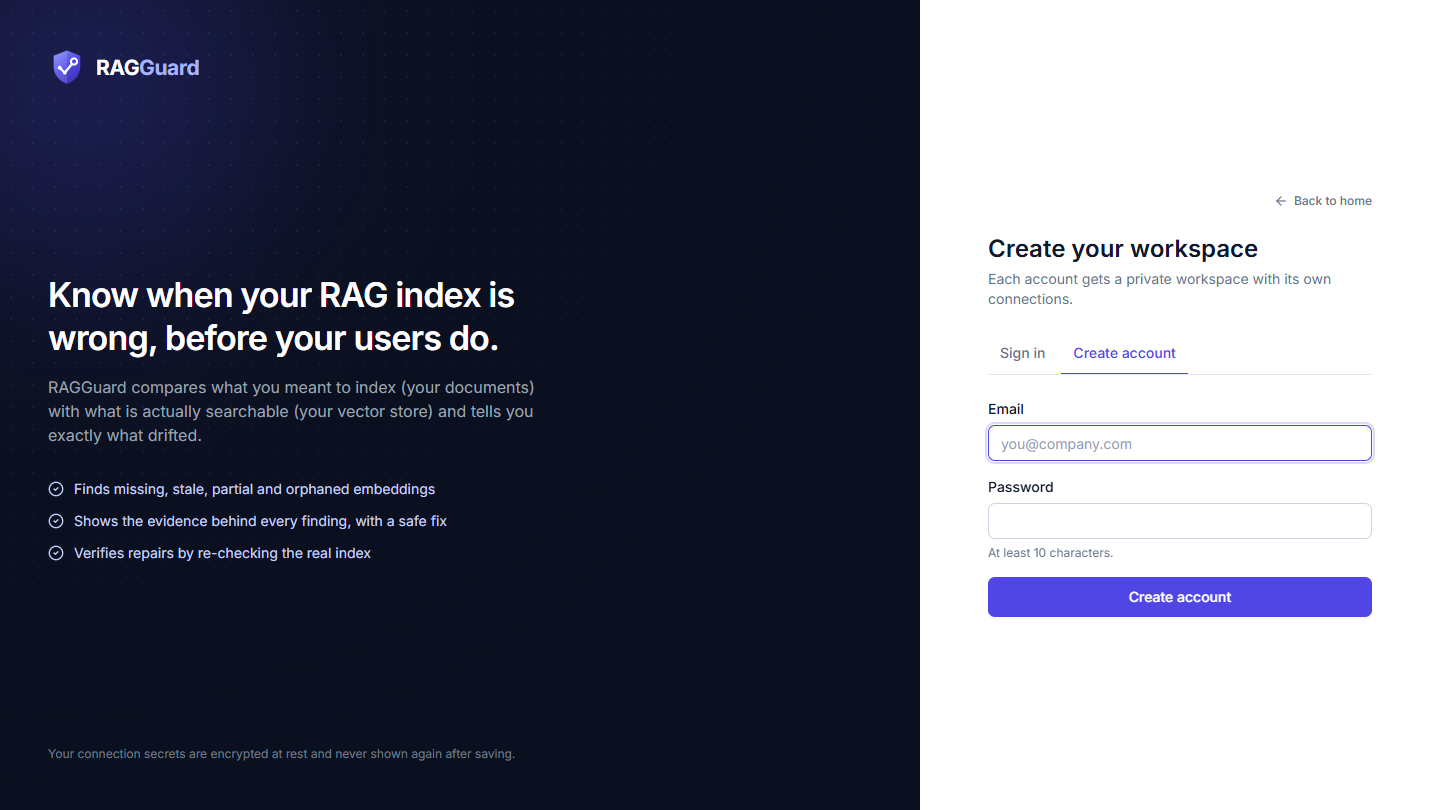 RAGGuard
Know when your RAG index is
wrong, before your users do.
RAGGuard compares what you meant to index (your documents)
with what is actually searchable (your vector store) and tells you
exactly what drifted.
Finds missing, stale, partial and orphaned embeddings
Shows the evidence behind every finding, with a safe fix
Verifies repairs by re-checking the real index
Your connection secrets are encrypted at rest and never shown again after saving.
Back to home
Create your workspace
Each account gets a private workspace with its own
connections.
Sign in Create account
Email
you@company.com
Password
At least 10 characters.
Create account